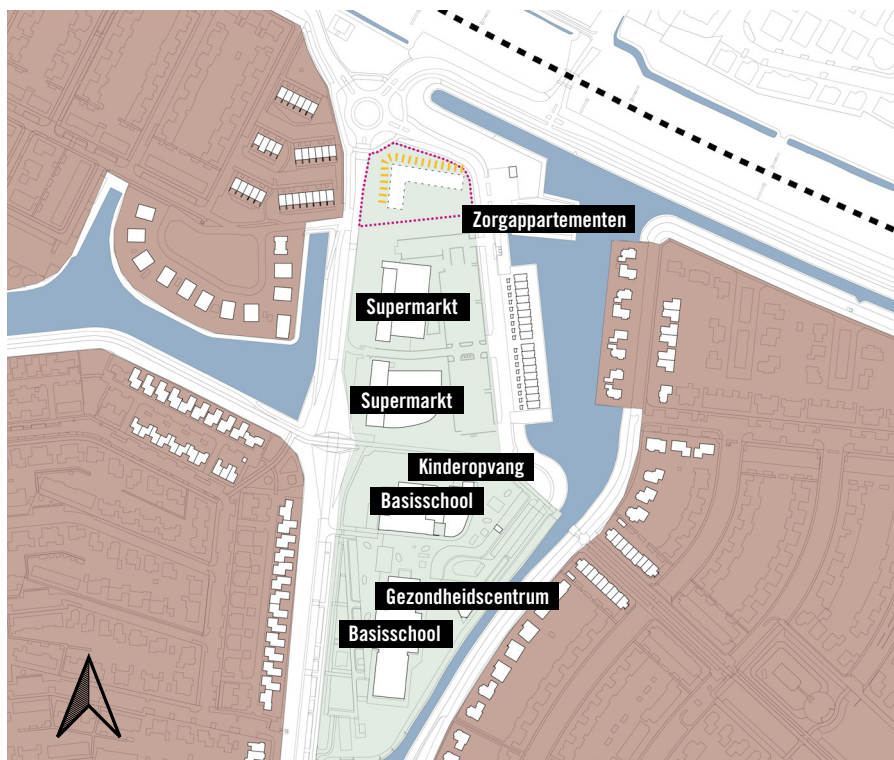 Zorgappartementen
Supermarkt
Supermarkt
Kinderopvang
Basisschool
Gezondheidscentrum
Basisschool